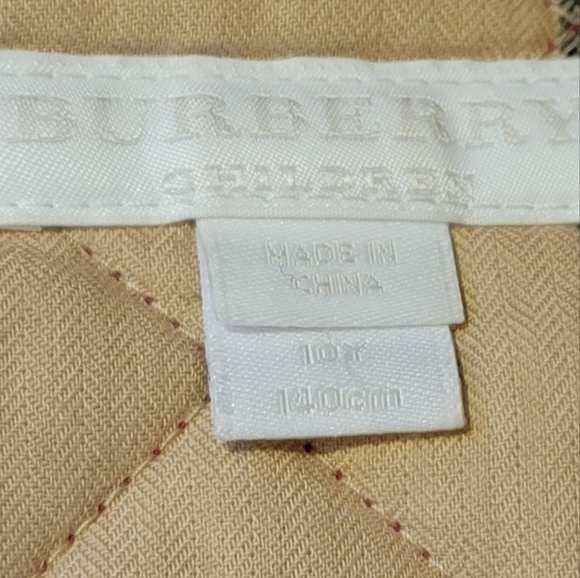 BURBERRY
CHILDREN
MADE IN
CHINA
10Y
140cm